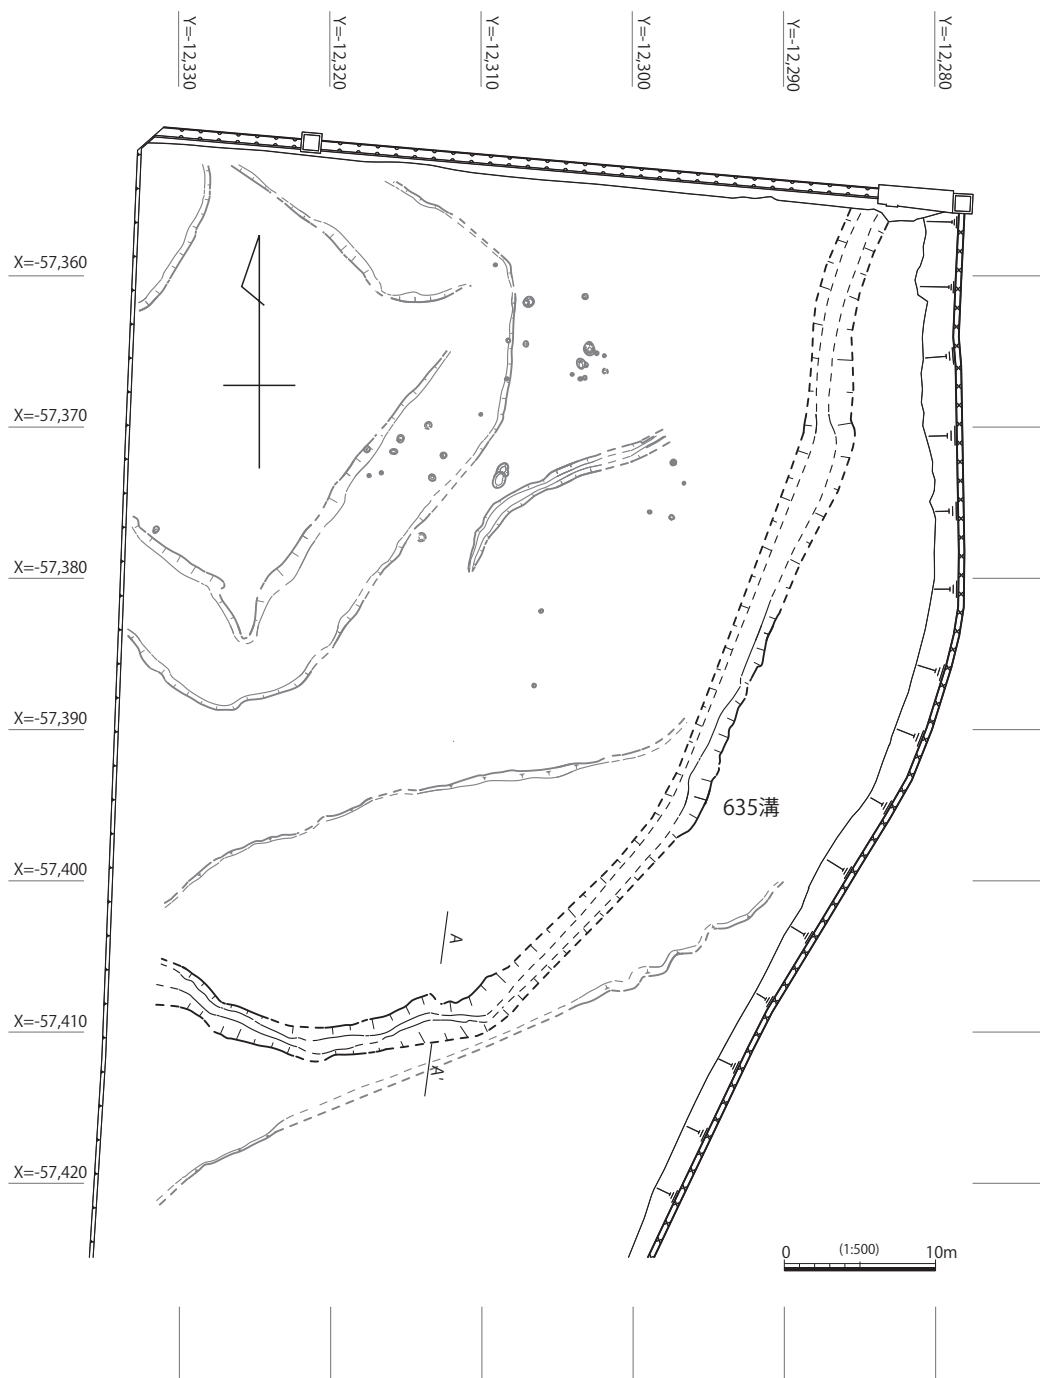 Y=-12,330
Y=-12,320
Y=-12,310
Y=-12,300
Y=-12,290
Y=-12,280
X=-57,360
X=-57,370
X=-57,380
X=-57,390
635溝
X=-57,400
A
X=-57,410
A'
X=-57,420
0 (1:500) 10m